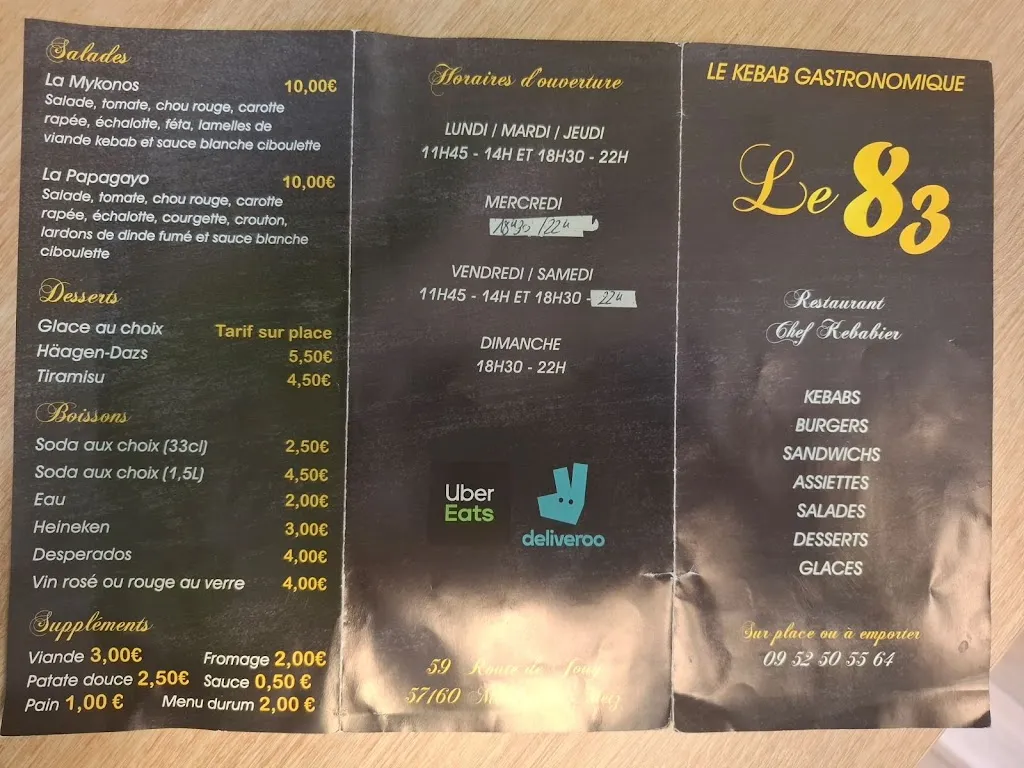 Salades
La Mykonos 10,00€
Salade, tomate, chou rouge, carotte
rapée, échalotte, féta, lamelles de
viande kebab et sauce blanche ciboulette
La Papagayo 10,00€
Salade, tomate, chou rouge, carotte
rapée, échalotte, courgette, crouton,
lardons de dinde fumé et sauce blanche
ciboulette
Desserts
Glace au choix Tarif sur place
Häagen-Dazs 5,50€
Tiramisu 4,50€
Boissons
Soda aux choix (33cl) 2,50€
Soda aux choix (1,5L) 4,50€
Eau 2,00€
Heineken 3,00€
Desperados 4,00€
Vin rosé ou rouge au verre 4,00€
Suppléments
Viande 3,00€ Fromage 2,00€
Patate douce 2,50€ Sauce 0,50 €
Pain 1,00 € Menu durum 2,00 €
Horaires d'ouverture
LUNDI / MARDI / JEUDI
11H45 - 14H ET 18H30 - 22H
MERCREDI
18H30 / 22H
VENDREDI / SAMEDI
11H45 - 14H ET 18H30 - 22H
DIMANCHE
18H30 - 22H
Uber
Eats
deliveroo
59 Route de Jouy
57160
LE KEBAB GASTRONOMIQUE
Le 83
Restaurant
Chef Kebabier
KEBABS
BURGERS
SANDWICHS
ASSIETTES
SALADES
DESSERTS
GLACES
Sur place ou à emporter
09 52 50 55 64